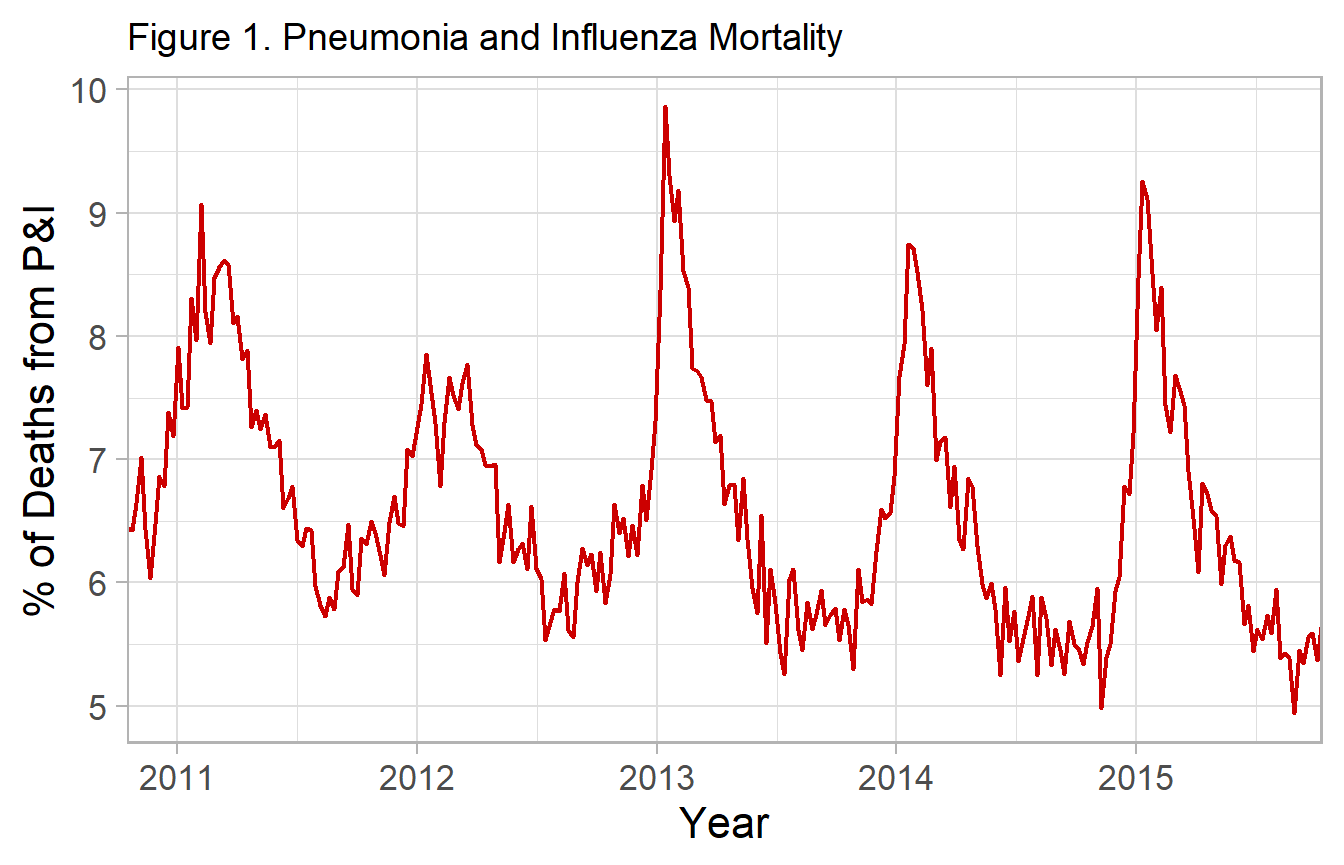 Figure 1. Pneumonia and Influenza Mortality
% of Deaths from P&I
10
9
8
7
6
5
2011 2012 2013 2014 2015
Year